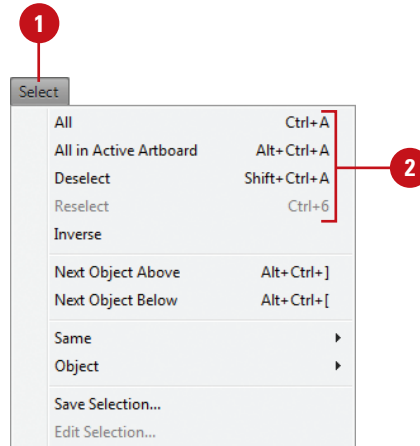 1
Select
All Ctrl+A
All in Active Artboard Alt+Ctrl+A
2
Deselect Shift+Ctrl+A
Reselect Ctrl+6
Inverse
Next Object Above Alt+Ctrl+]
Next Object Below Alt+Ctrl+[
Same
Object
Save Selection...
Edit Selection...